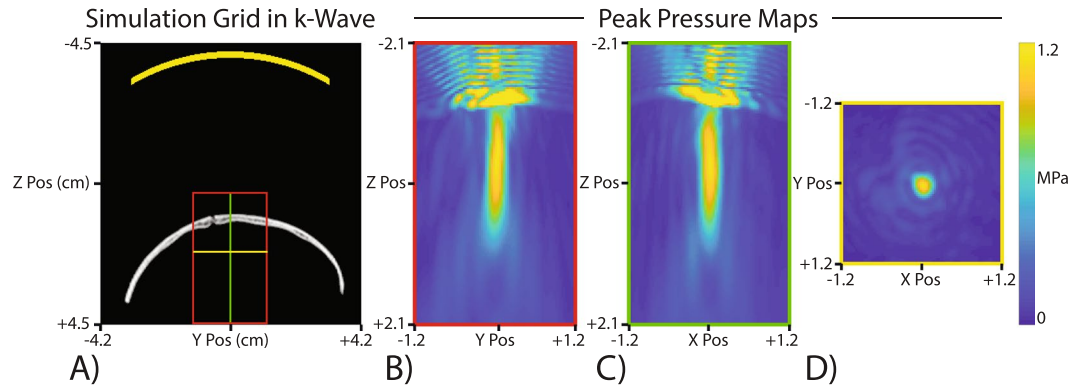 Simulation Grid in k-Wave
Peak Pressure Maps
-4.5
Z Pos (cm)
+4.5
-4.2
Y Pos (cm)
+4.2
A)
-2.1
Z Pos
+2.1
-1.2
Y Pos
+1.2
B)
-2.1
Z Pos
+2.1
-1.2
X Pos
+1.2
C)
-1.2
Y Pos
+1.2
-1.2
X Pos
+1.2
D)
1.2
MPa
0